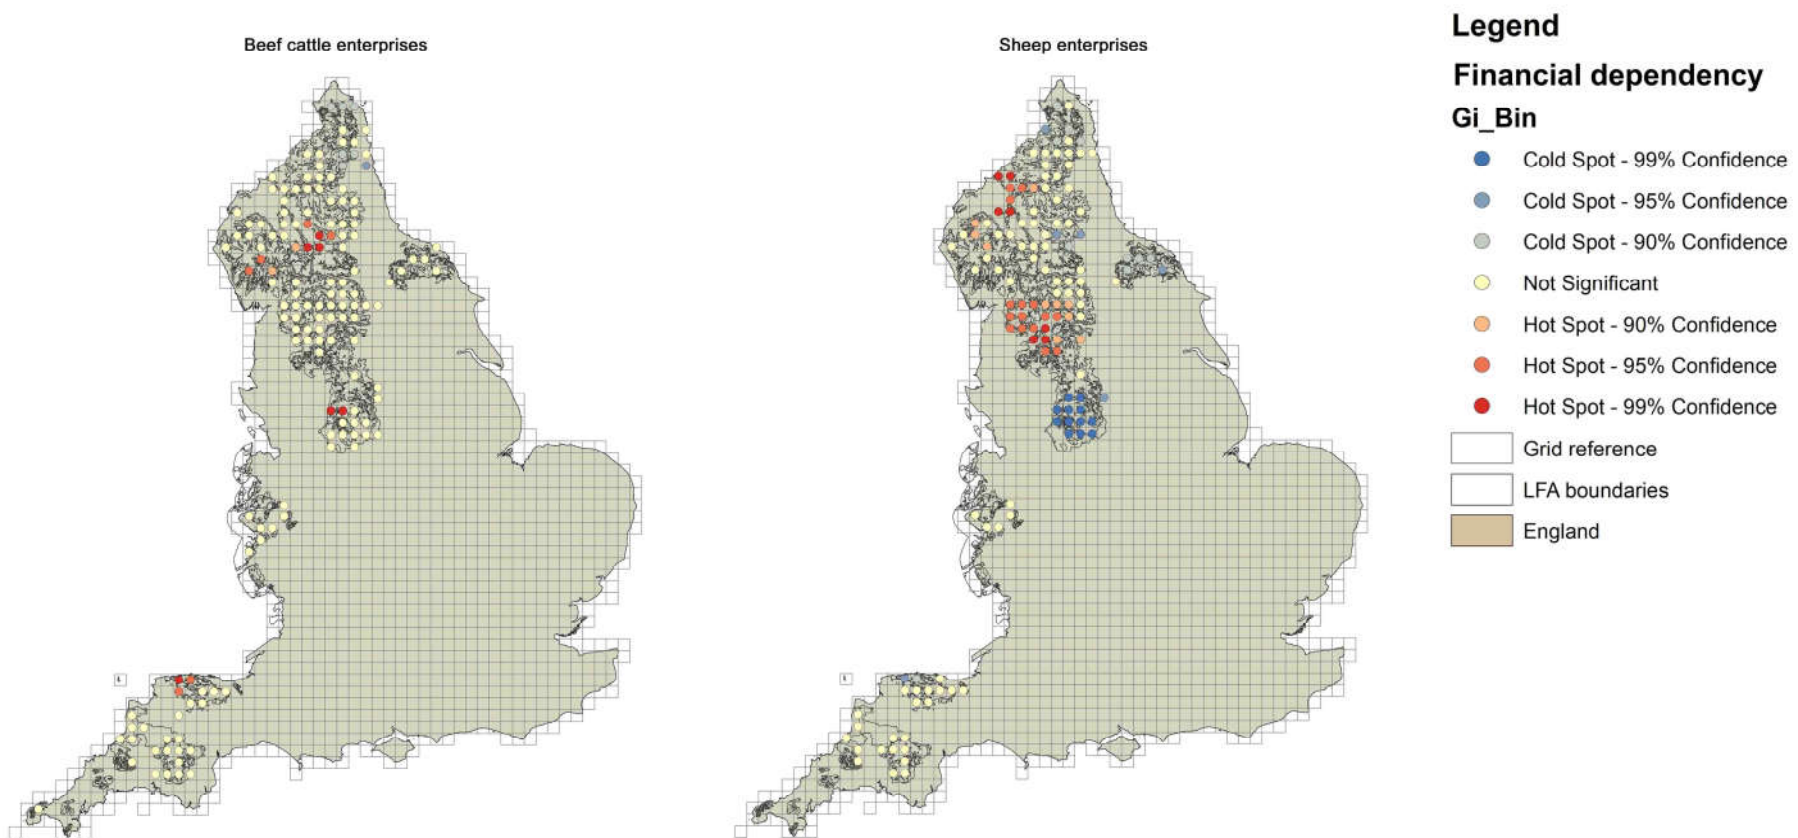 Beef cattle enterprises
Sheep enterprises
Legend
Financial dependency
Gi_Bin
Cold Spot - 99% Confidence
Cold Spot - 95% Confidence
Cold Spot - 90% Confidence
Not Significant
Hot Spot - 90% Confidence
Hot Spot - 95% Confidence
Hot Spot - 99% Confidence
Grid reference
LFA boundaries
England